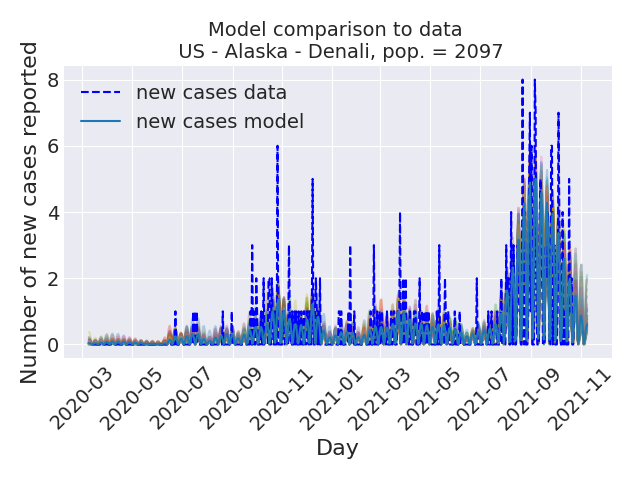 Model comparison to data
US - Alaska - Denali, pop. = 2097
Number of new cases reported
8
6
4
2
0
new cases data
new cases model
2020-03
2020-05
2020-07
2020-09
2020-11
2021-01
2021-03
2021-05
2021-07
2021-09
2021-11
Day